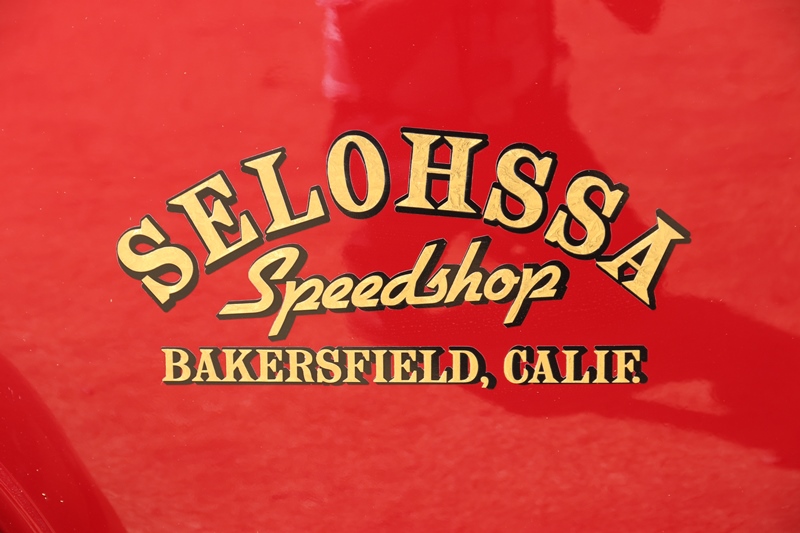 SELOHSSA
Speedshop
BAKERSFIELD, CALIF.